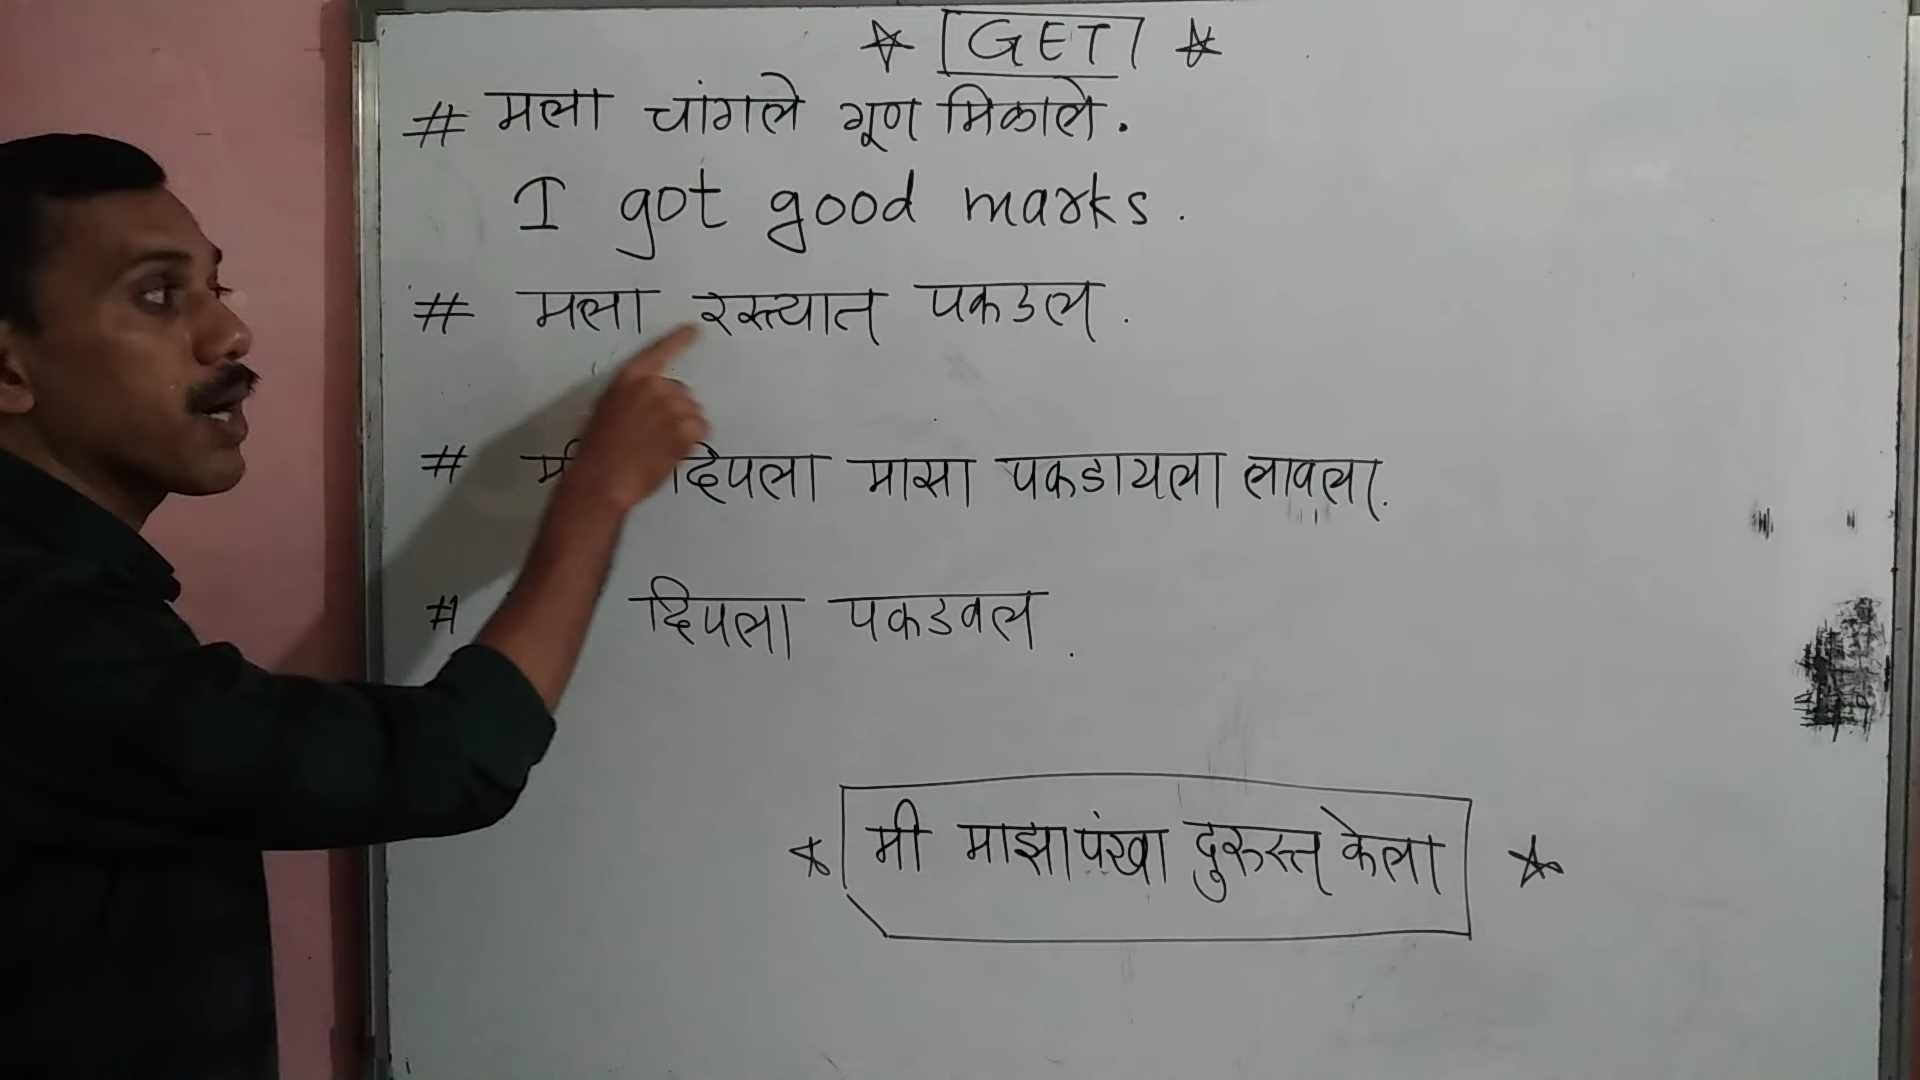 GET
# मला चांगले गूण मिळाले.
I got good marks.
# मला रस्त्यात पकडल.
# दिपला मासा पकडायला लावला.
# दिपला पकडवल.
मी माझा पंखा दुरुस्त केला